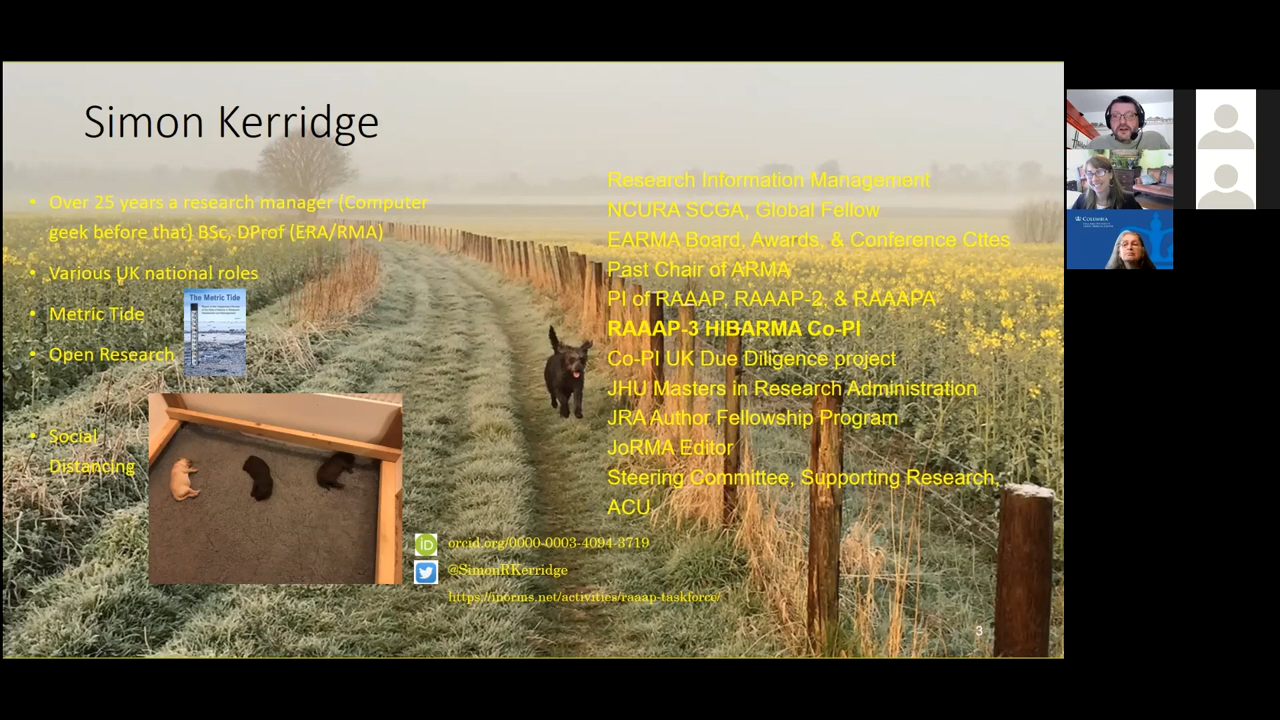 Simon Kerridge
• Over 25 years a research manager (Computer
geek before that) BSc, DProf (ERA/RMA)
• Various UK national roles
• Metric Tide
The Metric Tide
• Open Research
• Social
Distancing
Research Information Management
NCURA SCGA, Global Fellow
EARMA Board, Awards, & Conference Cttes
Past Chair of ARMA
PI of RAAAP, RAAAP-2, & RAAAPA
RAAAP-3 HIBARMA Co-PI
Co-PI UK Due Diligence project
JHU Masters in Research Administration
JRA Author Fellowship Program
JoRMA Editor
Steering Committee, Supporting Research,
ACU
iD orcid.org/0000-0003-4094-3719
@SimonRKerridge
https://inorms.net/activities/raaap-taskforce/
3
COLUMBIA